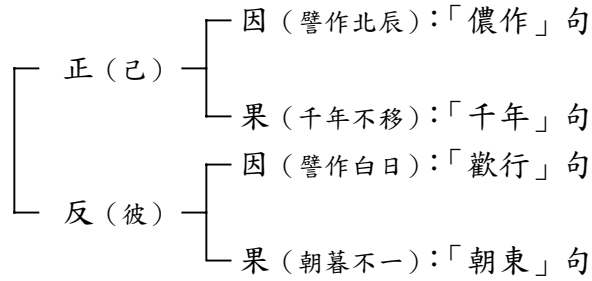 因（譬作北辰）：「儂作」句
正（己）
果（千年不移）：「千年」句
因（譬作白日）：「歡行」句
反（彼）
果（朝暮不一）：「朝東」句